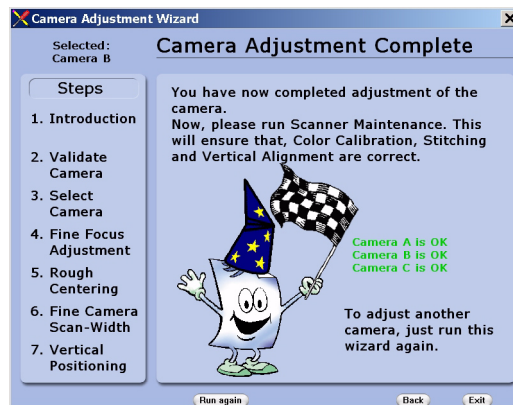 Camera Adjustment Wizard
Selected:
Camera B
Camera Adjustment Complete
Steps
1. Introduction
2. Validate
Camera
3. Select
Camera
4. Fine Focus
Adjustment
5. Rough
Centering
6. Fine Camera
Scan-Width
7. Vertical
Positioning
You have now completed adjustment of the
camera.
Now, please run Scanner Maintenance. This
will ensure that, Color Calibration, Stitching
and Vertical Alignment are correct.
Camera A is OK
Camera B is OK
Camera C is OK
To adjust another
camera, just run this
wizard again.
Run again
Back
Exit